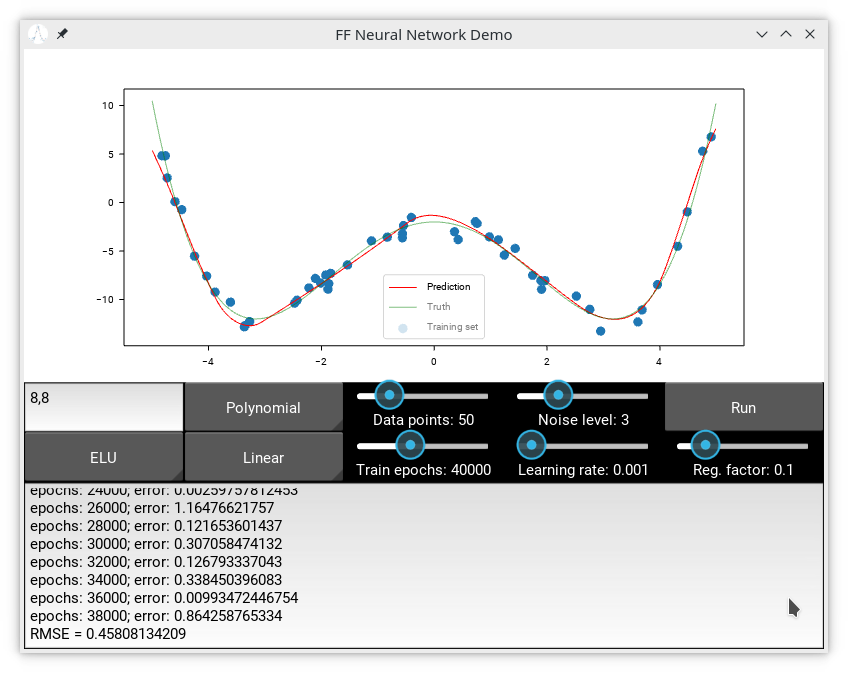 FF Neural Network Demo
10
5
0
−5
−10
−4
−2
0
2
4
Prediction
Truth
Training set
8,8
Polynomial
Data points: 50
Noise level: 3
Run
ELU
Linear
Train epochs: 40000
Learning rate: 0.001
Reg. factor: 0.1
epochs: 24000; error: 0.00259757812453
epochs: 26000; error: 1.16476621757
epochs: 28000; error: 0.121653601437
epochs: 30000; error: 0.307058474132
epochs: 32000; error: 0.126793337043
epochs: 34000; error: 0.338450396083
epochs: 36000; error: 0.00993472446754
epochs: 38000; error: 0.864258765334
RMSE = 0.45808134209